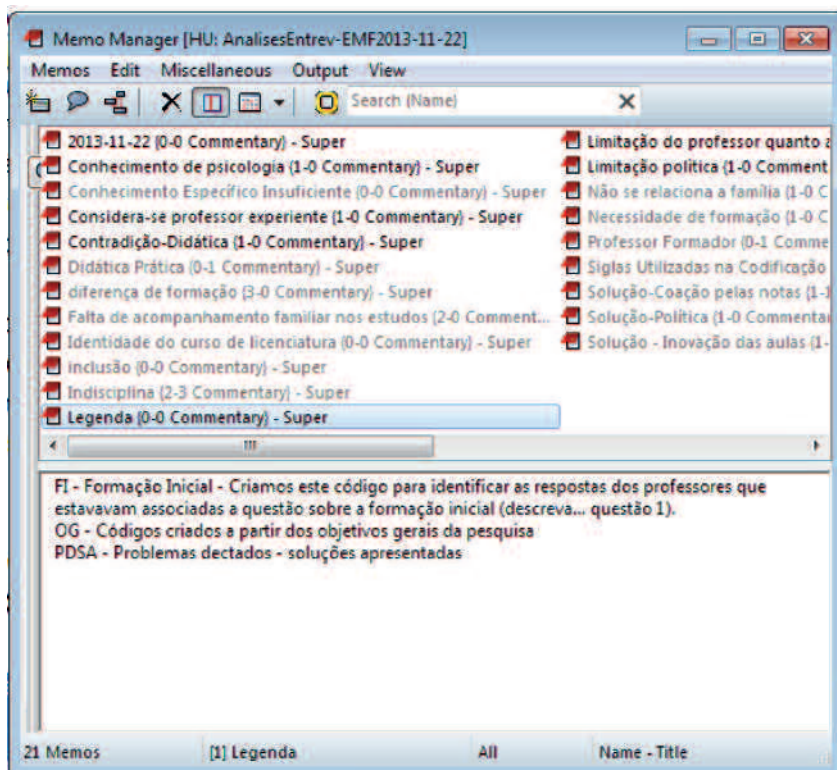 Memo Manager [HU: AnalisesEntrev-EMF2013-11-22]
Memos Edit Miscellaneous Output View
Search (Name)
2013-11-22 (0-0 Commentary) - Super
Conhecimento de psicologia (1-0 Commentary) - Super
Conhecimento Específico Insuficiente (0-0 Commentary) - Super
Considera-se professor experiente (1-0 Commentary) - Super
Contradição-Didática (1-0 Commentary) - Super
Didática Prática (0-1 Commentary) - Super
diferença de formação (3-0 Commentary) - Super
Falta de acompanhamento familiar nos estudos (2-0 Comment...
Identidade do curso de licenciatura (0-0 Commentary) - Super
inclusão (0-0 Commentary) - Super
Indisciplina (2-3 Commentary) - Super
Legenda (0-0 Commentary) - Super
Limitação do professor quanto a
Limitação política (1-0 Comment
Não se relaciona a família (1-0 C
Necessidade de formação (1-0 C
Professor Formador (0-1 Comme
Siglas Utilizadas na Codificação
Solução-Coação pelas notas (1-1
Solução-Política (1-0 Commentar
Solução - Inovação das aulas (1-
FI - Formação Inicial - Criamos este código para identificar as respostas dos professores que
estavavam associadas a questão sobre a formação inicial (descreva... questão 1).
OG - Códigos criados a partir dos objetivos gerais da pesquisa
PDSA - Problemas dectados - soluções apresentadas
21 Memos [1] Legenda All Name - Title